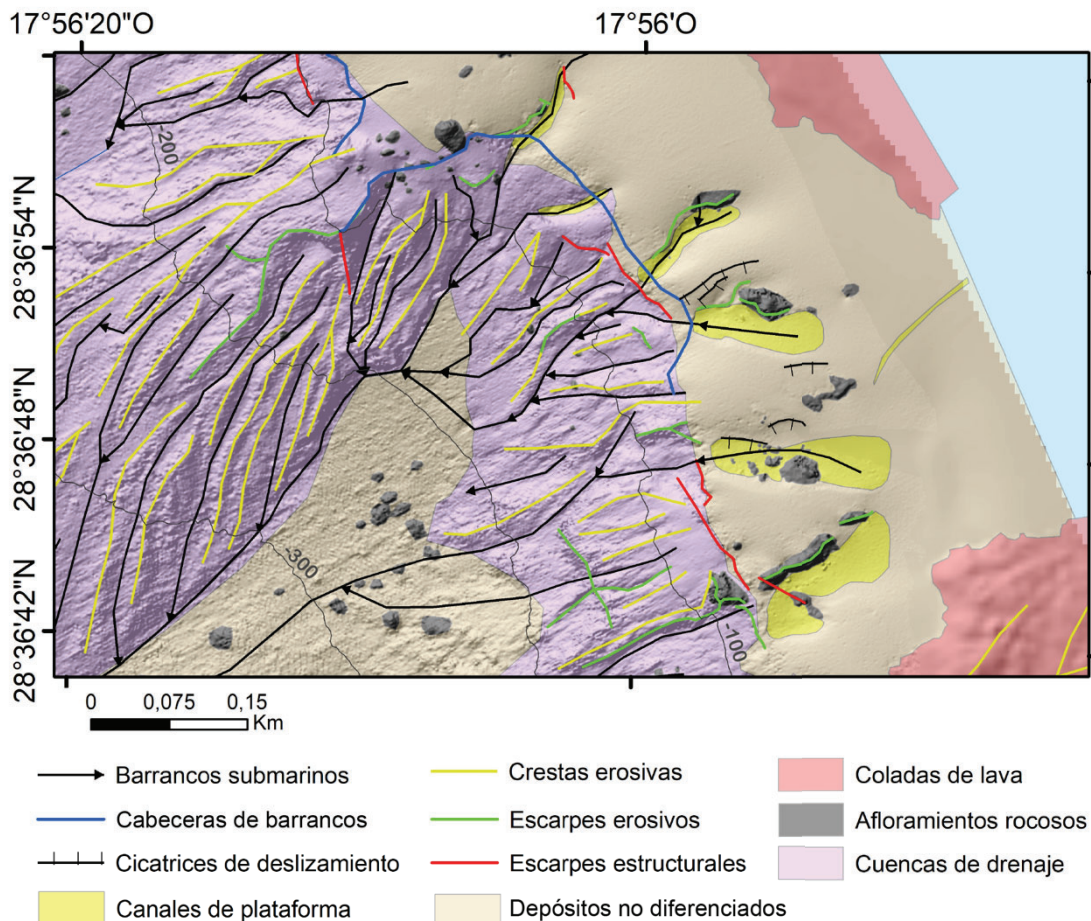 17°56'20"O 17°56'O
28°36'54"N
28°36'48"N
28°36'42"N
-200
-300
-100
0 0,075 0,15
Km
Barrancos submarinos
Crestas erosivas
Coladas de lava
Cabeceras de barrancos
Escarpes erosivos
Afloramientos rocosos
Cicatrices de deslizamiento
Escarpes estructurales
Cuencas de drenaje
Canales de plataforma
Depósitos no diferenciados